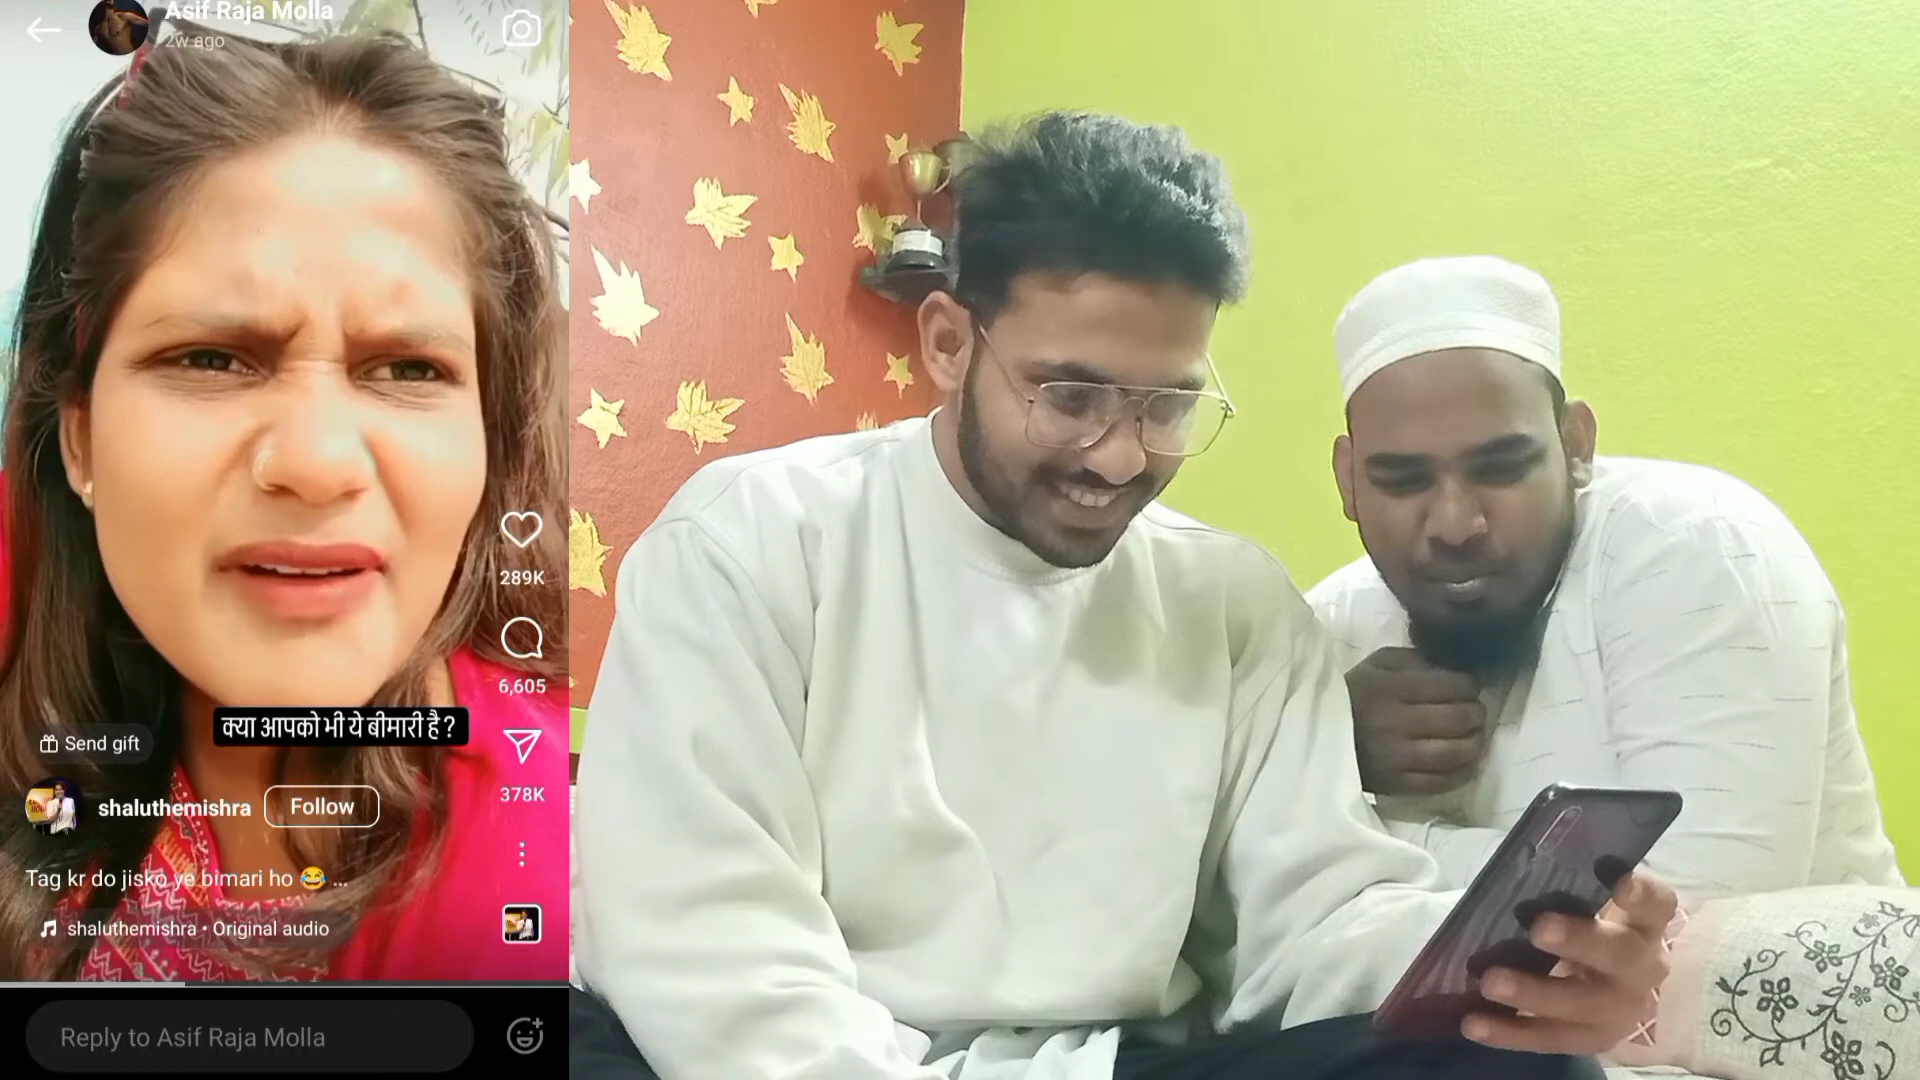 Asif Raja Molla
2w ago
289K
6,605
क्या आपको भी ये बीमारी है ?
Send gift
378K
shaluthemishra
Follow
Tag kr do jisko ye bimari ho 😂 ...
shaluthemishra • Original audio
Reply to Asif Raja Molla